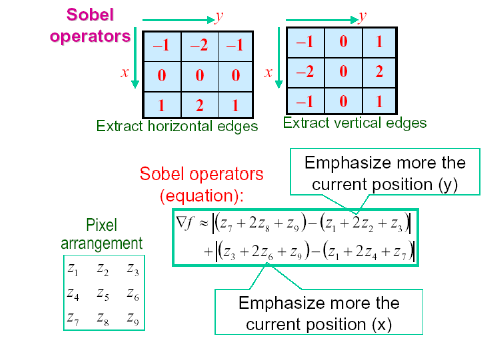 Sobel
operators
y
y
x
−1 −2 −1
0 0 0
1 2 1
x
−1 0 1
−2 0 2
−1 0 1
Extract horizontal edges
Extract vertical edges
Sobel operators
(equation):
Emphasize more the
current position (y)
∇f ≈ |(z₇ + 2z₈ + z₉) − (z₁ + 2z₂ + z₃)|
+ |(z₃ + 2z₆ + z₉) − (z₁ + 2z₄ + z₇)|
Pixel
arrangement
z₁ z₂ z₃
z₄ z₅ z₆
z₇ z₈ z₉
Emphasize more the
current position (x)